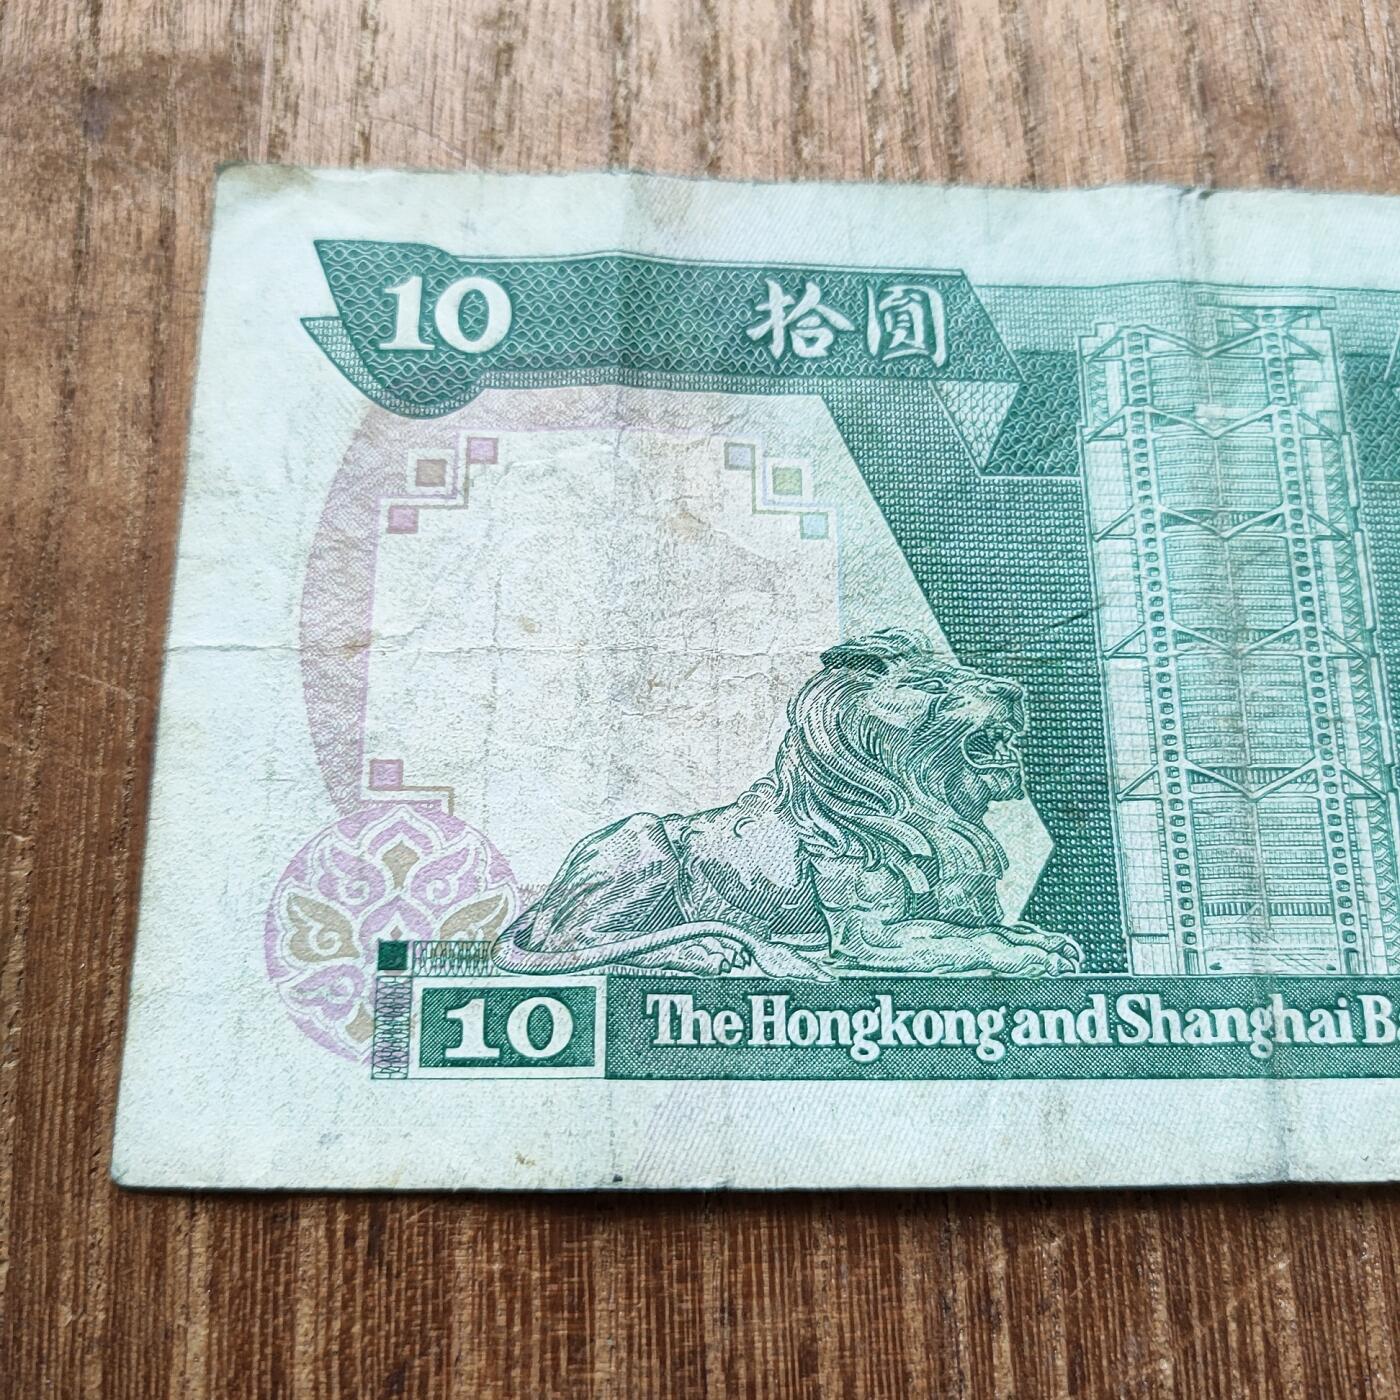 10 拾圓
10 The Hongkong and Shanghai B